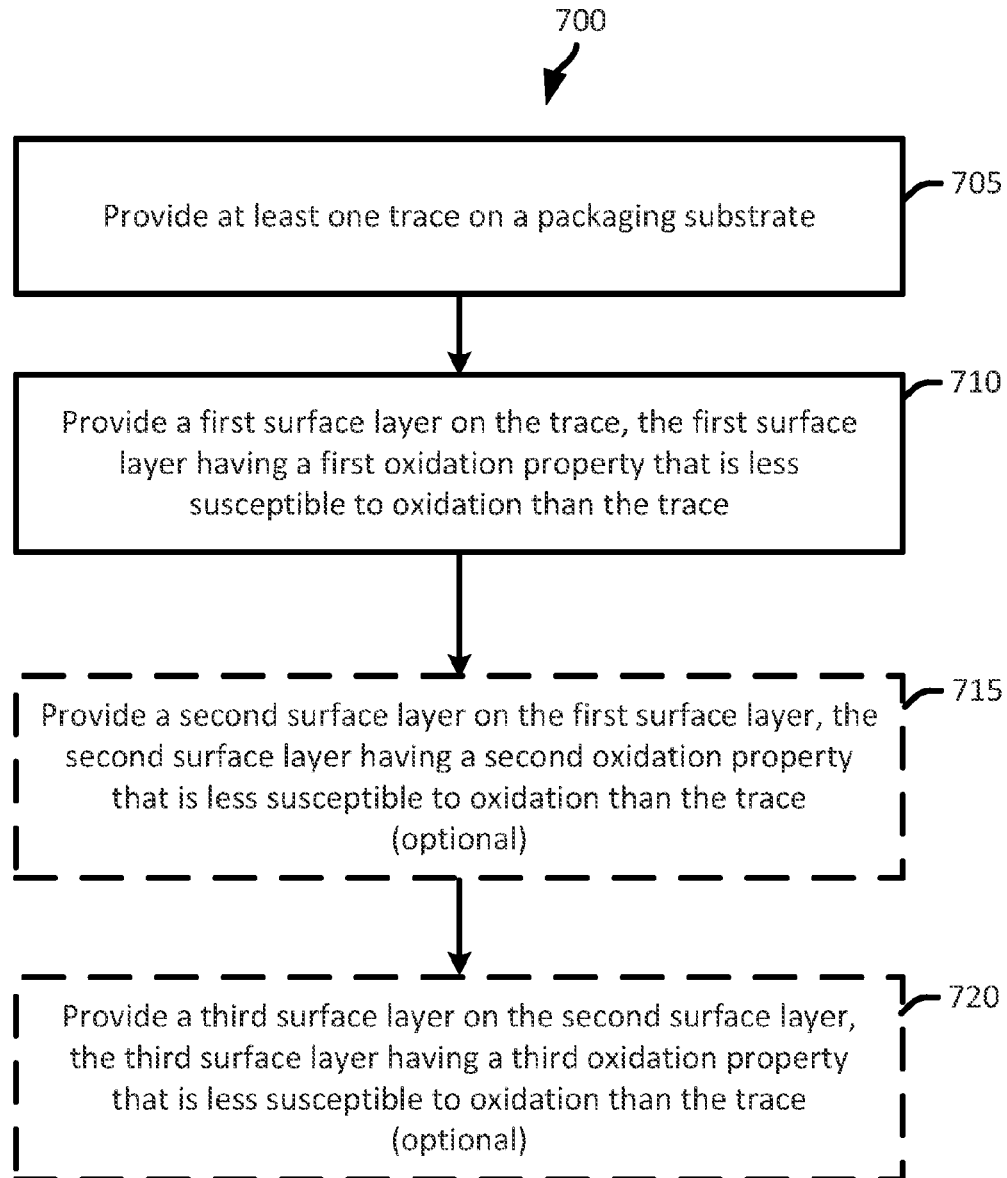 700
Provide at least one trace on a packaging substrate
705
Provide a first surface layer on the trace, the first surface
layer having a first oxidation property that is less
susceptible to oxidation than the trace
710
Provide a second surface layer on the first surface layer, the
second surface layer having a second oxidation property
that is less susceptible to oxidation than the trace
(optional)
715
Provide a third surface layer on the second surface layer,
the third surface layer having a third oxidation property
that is less susceptible to oxidation than the trace
(optional)
720